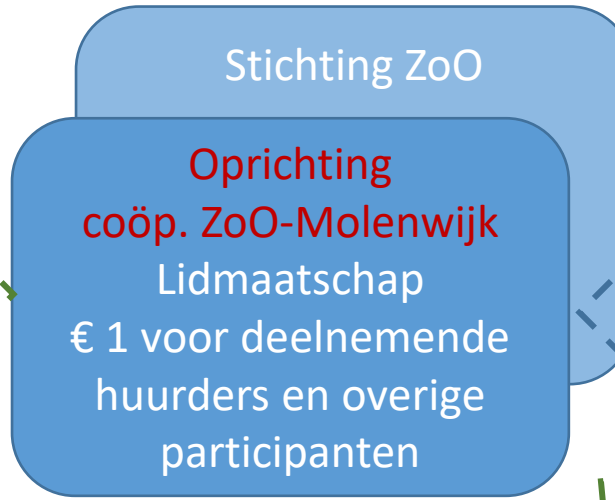 Stichting ZoO
Oprichting
coöp. ZoO-Molenwijk
Lidmaatschap
€ 1 voor deelnemende
huurders en overige
participanten